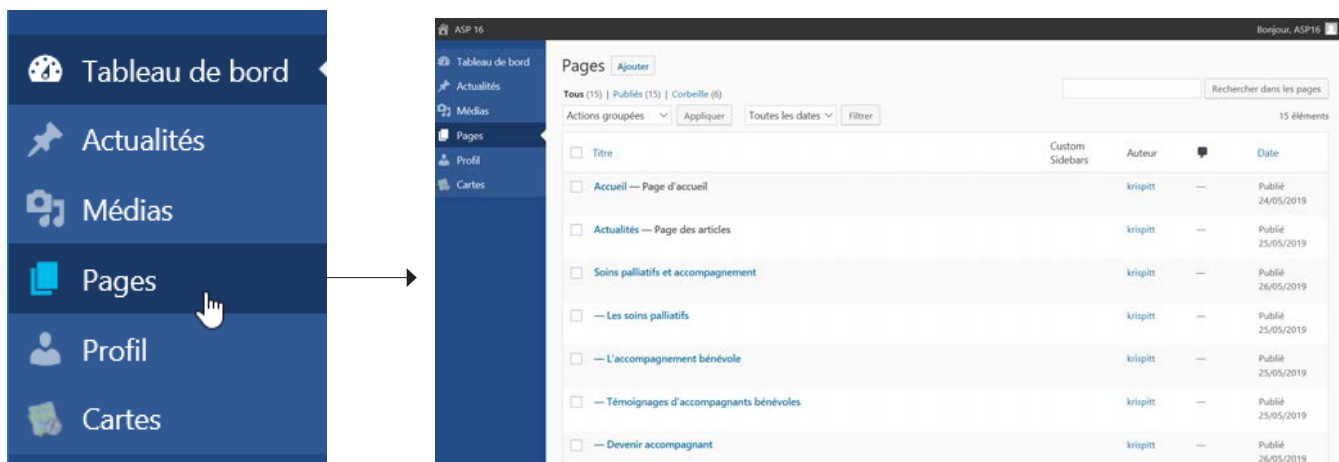 Tableau de bord
Actualités
Médias
Pages
Profil
Cartes
ASP 16
Bonjour, ASP16
Tableau de bord
Actualités
Médias
Pages
Profil
Cartes
Pages Ajouter
Tous (15) | Publiés (15) | Corbeille (6)
Rechercher dans les pages
Actions groupées Appliquer Toutes les dates Filtrer
15 éléments
Titre Custom Sidebars Auteur Date
Accueil — Page d'accueil krispitt — Publié
24/05/2019
Actualités — Page des articles krispitt — Publié
25/05/2019
Soins palliatifs et accompagnement krispitt — Publié
26/05/2019
— Les soins palliatifs krispitt — Publié
25/05/2019
— L'accompagnement bénévole krispitt — Publié
25/05/2019
— Témoignages d'accompagnants bénévoles krispitt — Publié
25/05/2019
— Devenir accompagnant krispitt — Publié
26/05/2019